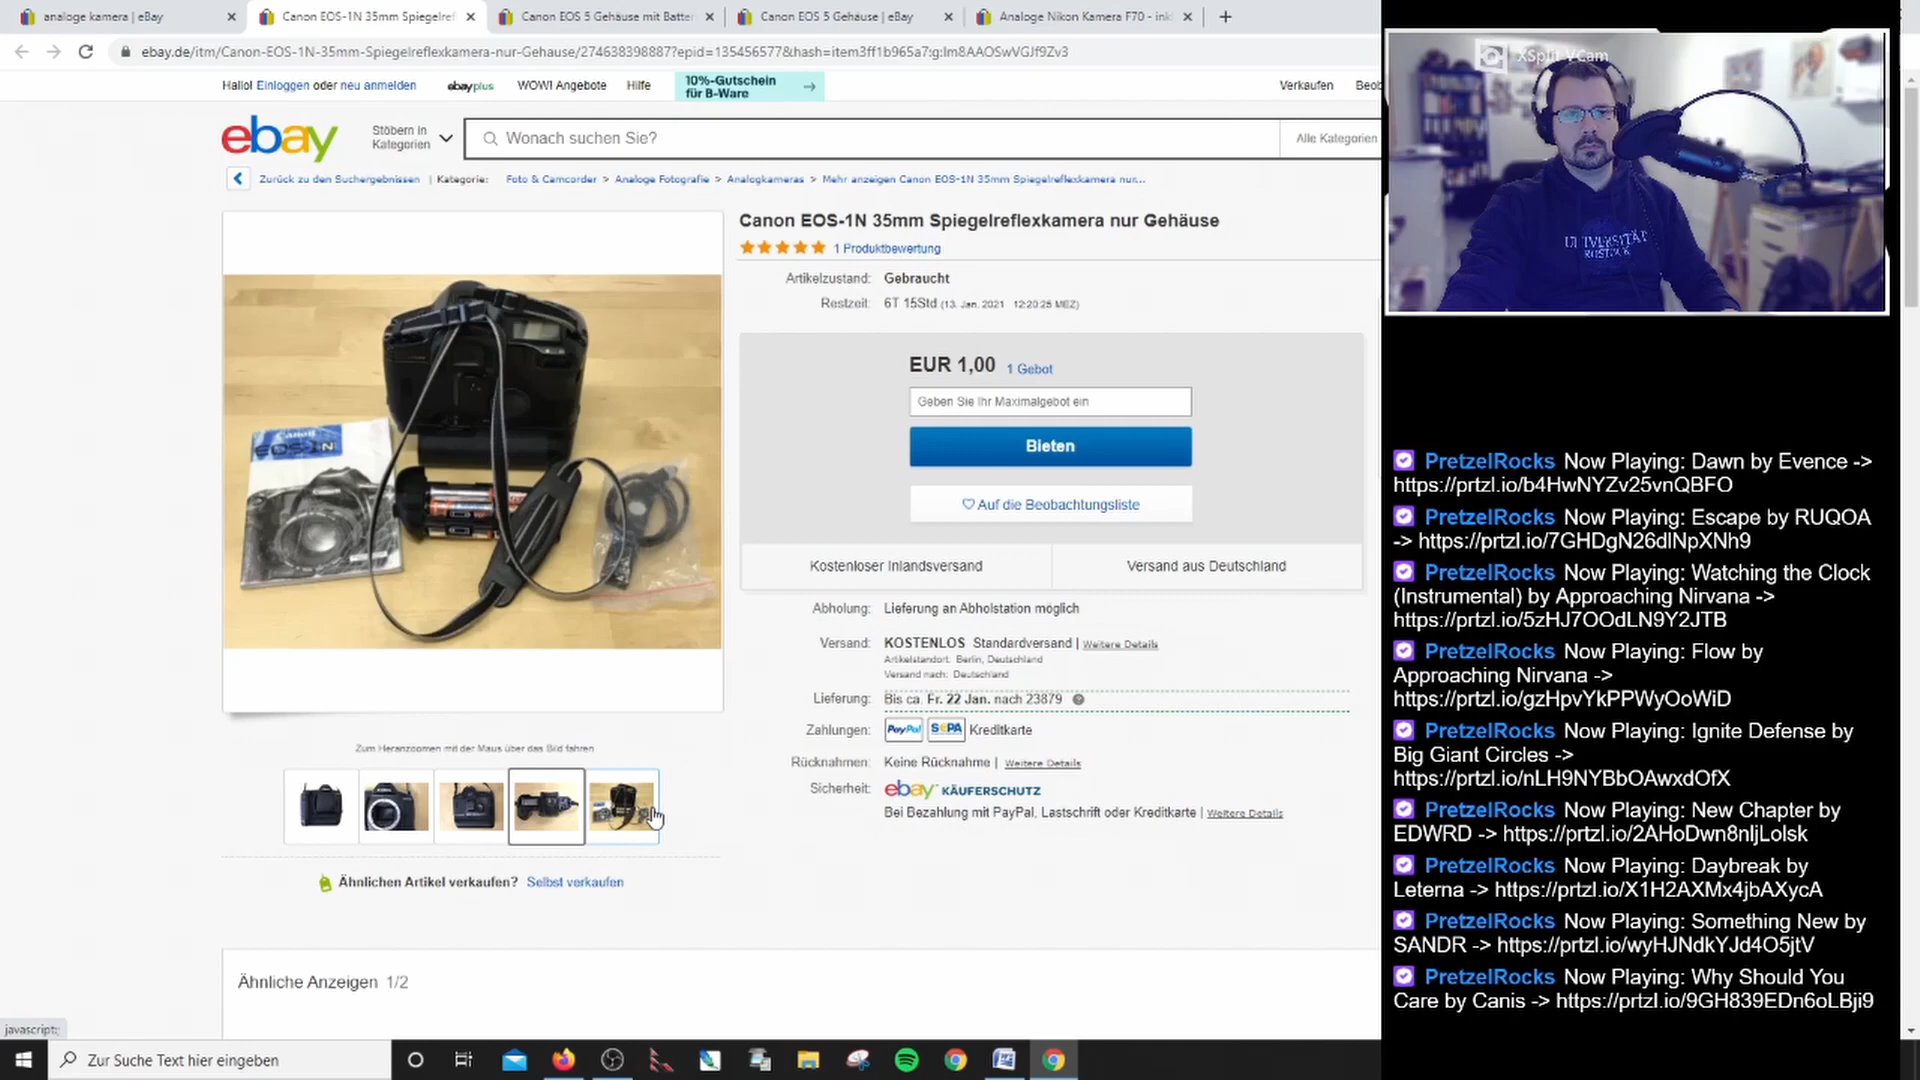 analoge kamera | eBay
Canon EOS-1N 35mm Spiegelref
Canon EOS 5 Gehäuse mit Batter
Canon EOS 5 Gehäuse | eBay
Analoge Nikon Kamera F70 - ink
ebay.de/itm/Canon-EOS-1N-35mm-Spiegelreflexkamera-nur-Gehause/274638398887?epid=135456577&hash=item3ff1b965a7:g:Im8AAOSwVGJf9Zv3
Hallo! Einloggen oder neu anmelden
ebayplus
WOW! Angebote
Hilfe
10%-Gutschein
für B-Ware
Verkaufen
Beob
ebay
Stöbern in
Kategorien
Wonach suchen Sie?
Alle Kategorien
Zurück zu den Suchergebnissen | Kategorie: Foto & Camcorder > Analoge Fotografie > Analogkameras > Mehr anzeigen Canon EOS-1N 35mm Spiegelreflexkamera nur...
Canon EOS-1N 35mm Spiegelreflexkamera nur Gehäuse
1 Produktbewertung
Artikelzustand: Gebraucht
Restzeit: 6T 15Std (13. Jan. 2021 12:20:25 MEZ)
EUR 1,00 1 Gebot
Geben Sie Ihr Maximalgebot ein
Bieten
Auf die Beobachtungsliste
Kostenloser Inlandsversand
Versand aus Deutschland
Abholung: Lieferung an Abholstation möglich
Versand: KOSTENLOS Standardversand | Weitere Details
Artikelstandort: Berlin, Deutschland
Versand nach: Deutschland
Lieferung: Bis ca. Fr. 22 Jan. nach 23879
Zahlungen: PayPal SEPA Kreditkarte
Rücknahmen: Keine Rücknahme | Weitere Details
Sicherheit: ebay KÄUFERSCHUTZ
Bei Bezahlung mit PayPal, Lastschrift oder Kreditkarte | Weitere Details
Canon
EOS-1N
Zum Heranzoomen mit der Maus über das Bild fahren
Ähnlichen Artikel verkaufen? Selbst verkaufen
Ähnliche Anzeigen 1/2
javascript:;
Zur Suche Text hier eingeben
XSplit VCam
UNIVERSITÄT
ROSTOCK
PretzelRocks Now Playing: Dawn by Evence ->
https://prtzl.io/b4HwNYZv25vnQBFO
PretzelRocks Now Playing: Escape by RUQOA
-> https://prtzl.io/7GHDgN26dlNpXNh9
PretzelRocks Now Playing: Watching the Clock
(Instrumental) by Approaching Nirvana ->
https://prtzl.io/5zHJ7OOdLN9Y2JTB
PretzelRocks Now Playing: Flow by
Approaching Nirvana ->
https://prtzl.io/gzHpvYkPPWyOoWiD
PretzelRocks Now Playing: Ignite Defense by
Big Giant Circles ->
https://prtzl.io/nLH9NYBbOAwxdOfX
PretzelRocks Now Playing: New Chapter by
EDWRD -> https://prtzl.io/2AHoDwn8nljLolsk
PretzelRocks Now Playing: Daybreak by
Leterna -> https://prtzl.io/X1H2AXMx4jbAXycA
PretzelRocks Now Playing: Something New by
SANDR -> https://prtzl.io/wyHJNdkYJd4O5jtV
PretzelRocks Now Playing: Why Should You
Care by Canis -> https://prtzl.io/9GH839EDn6oLBji9